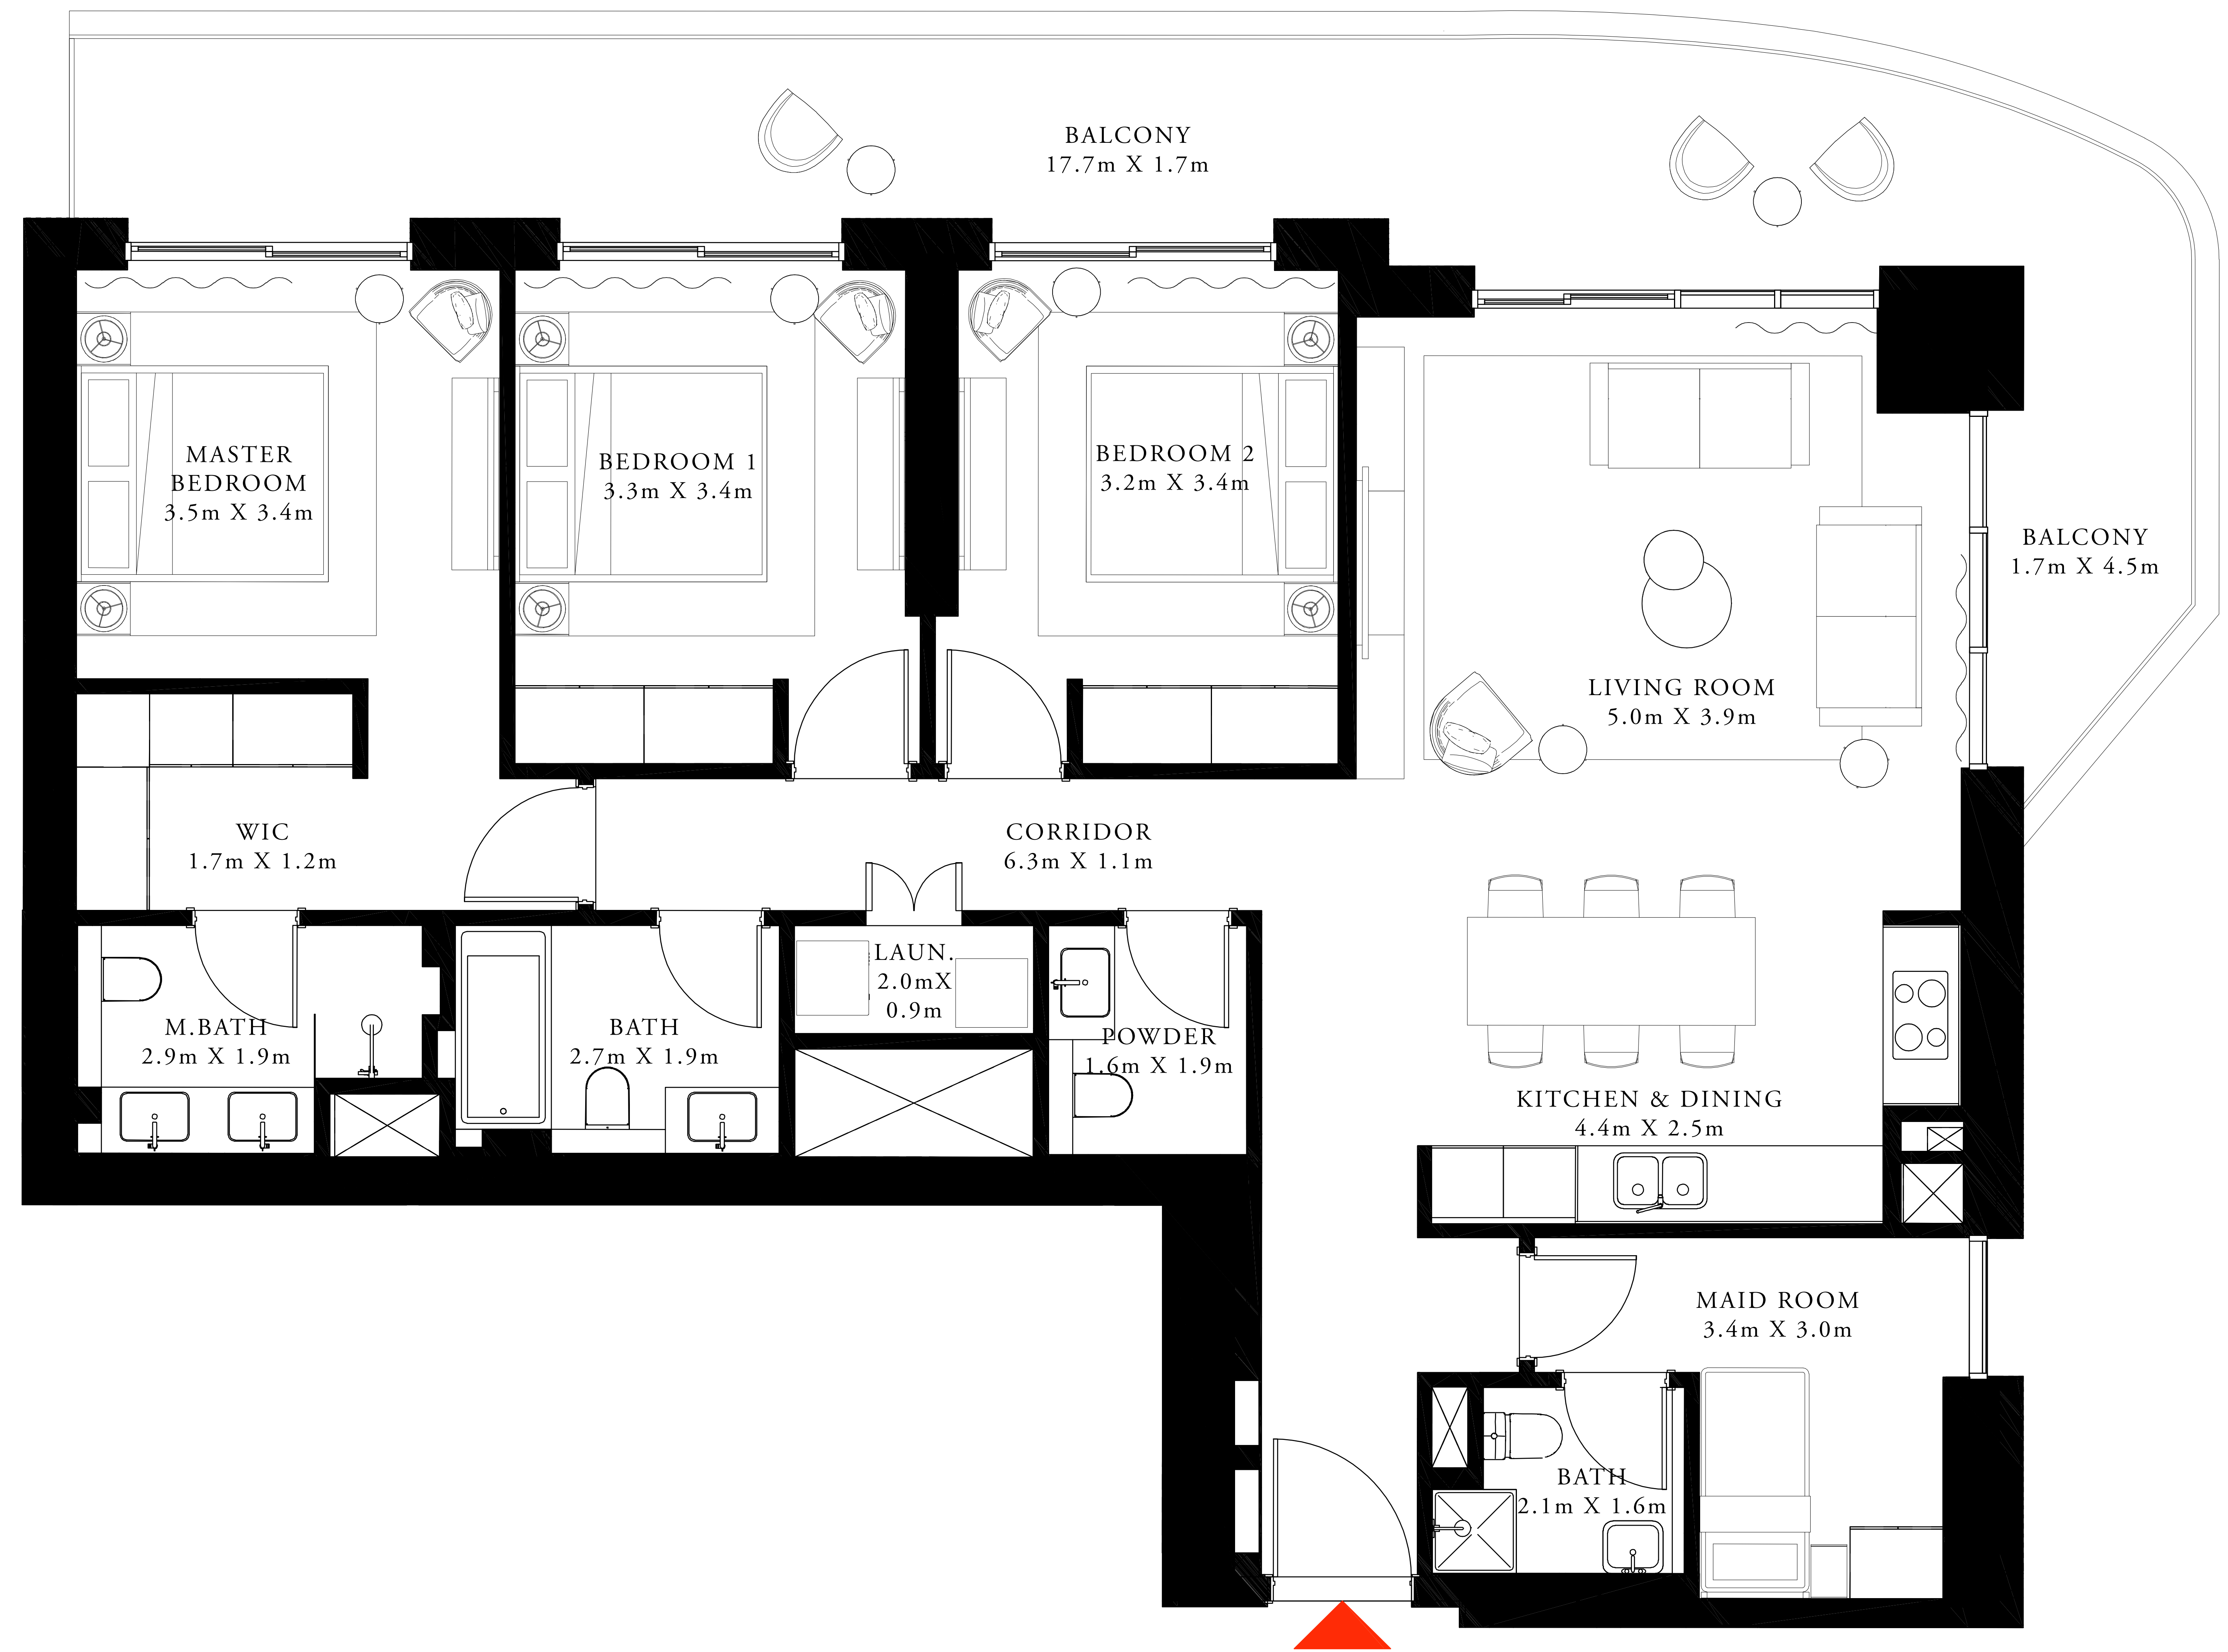 BALCONY
17.7m X 1.7m
MASTER
BEDROOM
3.5m X 3.4m
BEDROOM 1
3.3m X 3.4m
BEDROOM 2
3.2m X 3.4m
BALCONY
1.7m X 4.5m
LIVING ROOM
5.0m X 3.9m
WIC
1.7m X 1.2m
CORRIDOR
6.3m X 1.1m
LAUN.
2.0mX
0.9m
M.BATH
2.9m X 1.9m
BATH
2.7m X 1.9m
POWDER
1.6m X 1.9m
KITCHEN & DINING
4.4m X 2.5m
MAID ROOM
3.4m X 3.0m
BATH
2.1m X 1.6m